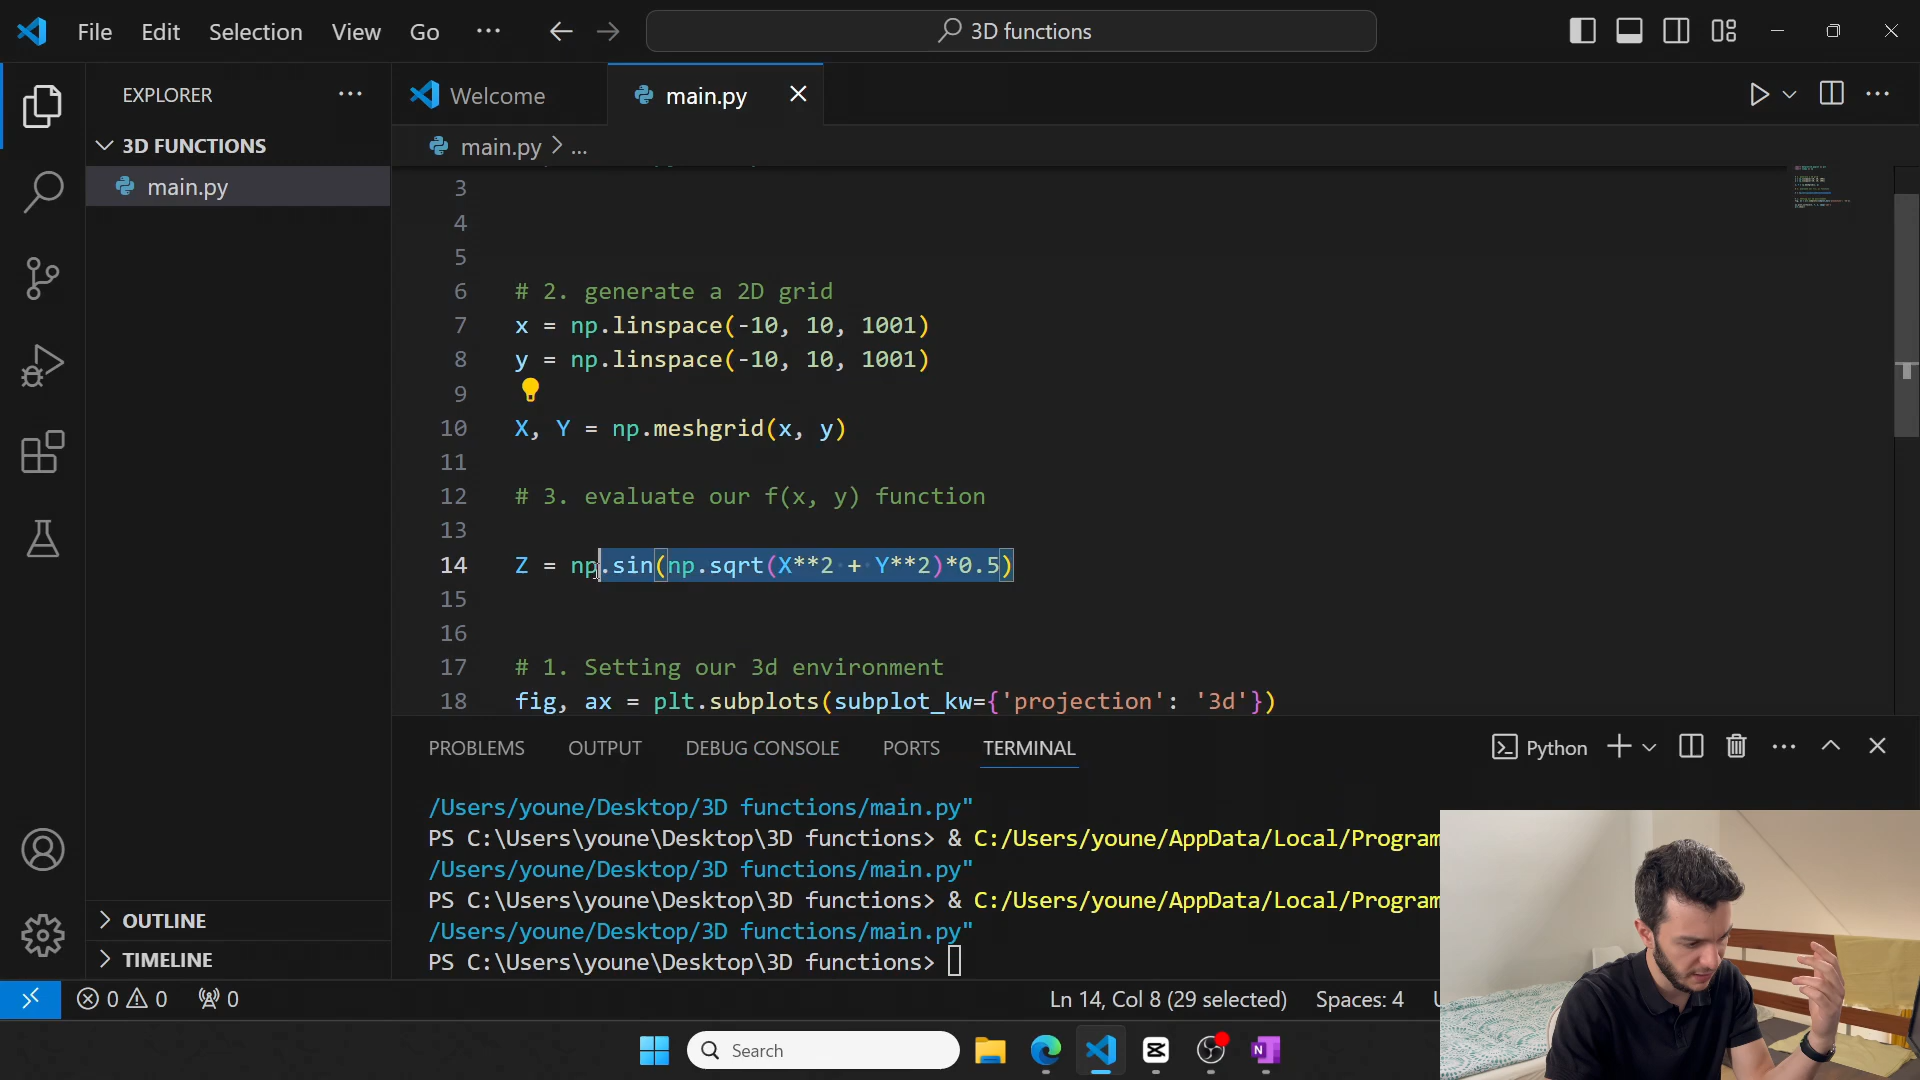 File Edit Selection View Go ···
3D functions
EXPLORER
3D FUNCTIONS
main.py
OUTLINE
TIMELINE
Welcome
main.py
main.py > ...
3
4
5
6 # 2. generate a 2D grid
7 x = np.linspace(-10, 10, 1001)
8 y = np.linspace(-10, 10, 1001)
9
10 X, Y = np.meshgrid(x, y)
11
12 # 3. evaluate our f(x, y) function
13
14 Z = np.sin(np.sqrt(X**2 + Y**2)*0.5)
15
16
17 # 1. Setting our 3d environment
18 fig, ax = plt.subplots(subplot_kw={'projection': '3d'})
PROBLEMS OUTPUT DEBUG CONSOLE PORTS TERMINAL
Python
/Users/youne/Desktop/3D functions/main.py"
PS C:\Users\youne\Desktop\3D functions> & C:/Users/youne/AppData/Local/Program
/Users/youne/Desktop/3D functions/main.py"
PS C:\Users\youne\Desktop\3D functions> & C:/Users/youne/AppData/Local/Program
/Users/youne/Desktop/3D functions/main.py"
PS C:\Users\youne\Desktop\3D functions>
0 0 0
Ln 14, Col 8 (29 selected) Spaces: 4
Search